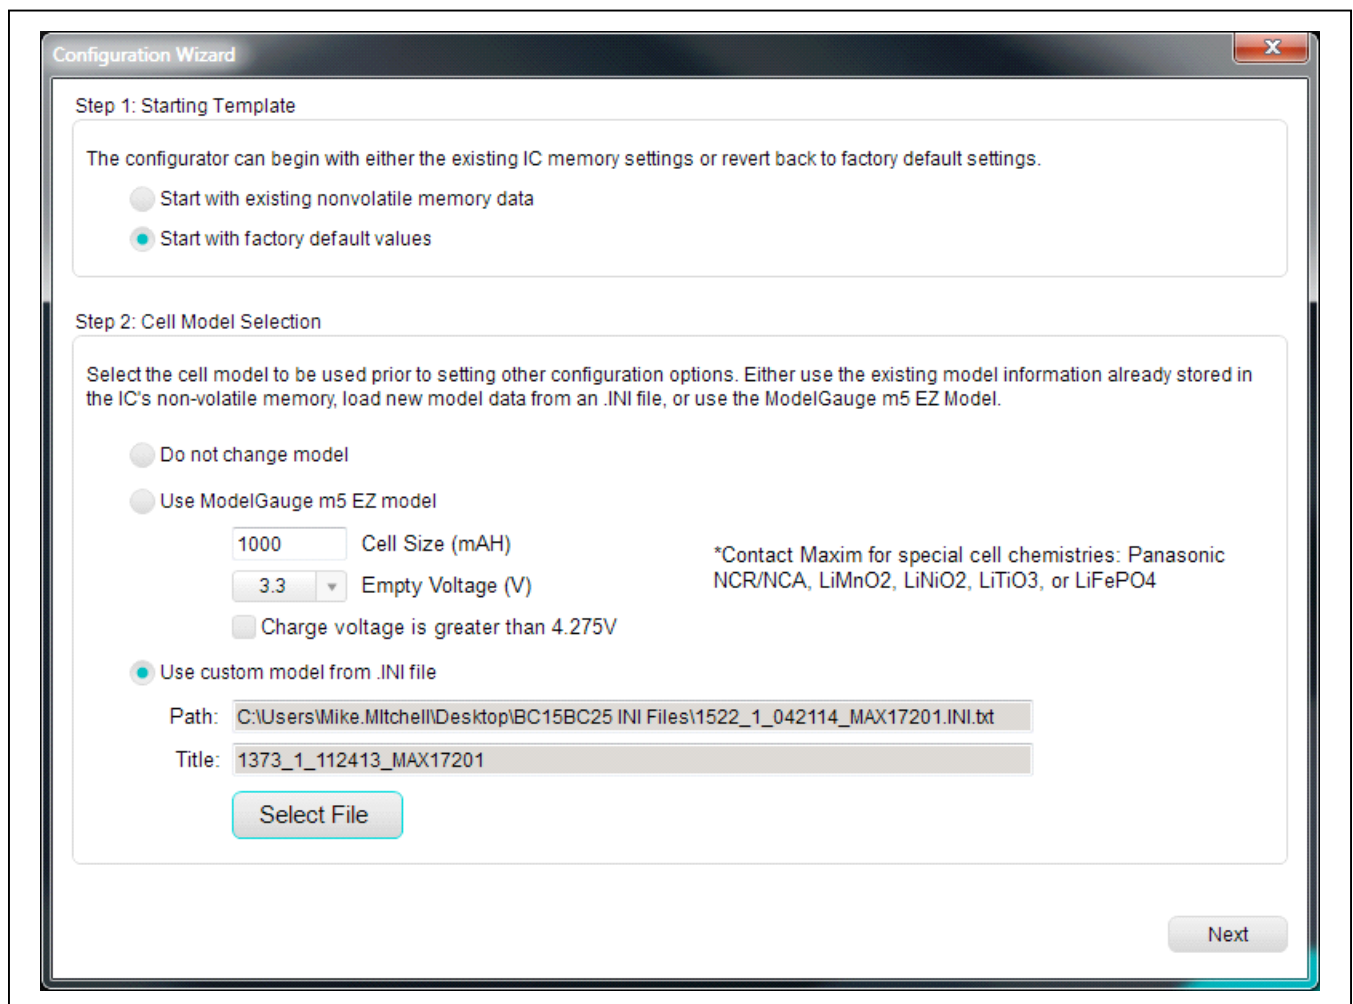 Configuration Wizard
X
Step 1: Starting Template
The configurator can begin with either the existing IC memory settings or revert back to factory default settings.
Start with existing nonvolatile memory data
Start with factory default values
Step 2: Cell Model Selection
Select the cell model to be used prior to setting other configuration options. Either use the existing model information already stored in
the IC's non-volatile memory, load new model data from an .INI file, or use the ModelGauge m5 EZ Model.
Do not change model
Use ModelGauge m5 EZ model
1000 Cell Size (mAH)
3.3 Empty Voltage (V)
*Contact Maxim for special cell chemistries: Panasonic
NCR/NCA, LiMnO2, LiNiO2, LiTiO3, or LiFePO4
Charge voltage is greater than 4.275V
Use custom model from .INI file
Path: C:\Users\Mike.MItchell\Desktop\BC15BC25 INI Files\1522_1_042114_MAX17201.INI.txt
Title: 1373_1_112413_MAX17201
Select File
Next